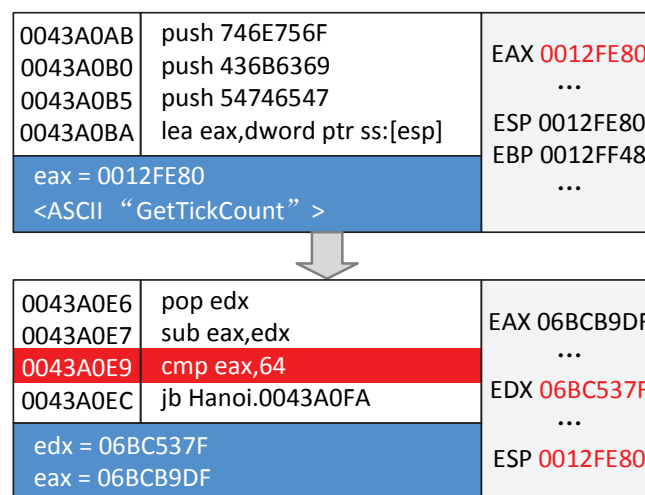 0043A0AB push 746E756F
0043A0B0 push 436B6369
0043A0B5 push 54746547
0043A0BA lea eax,dword ptr ss:[esp]
eax = 0012FE80
<ASCII “GetTickCount” >
EAX 0012FE80
...
ESP 0012FE80
EBP 0012FF48
...
0043A0E6 pop edx
0043A0E7 sub eax,edx
0043A0E9 cmp eax,64
0043A0EC jb Hanoi.0043A0FA
edx = 06BC537F
eax = 06BCB9DF
EAX 06BCB9DF
...
EDX 06BC537F
...
ESP 0012FE80